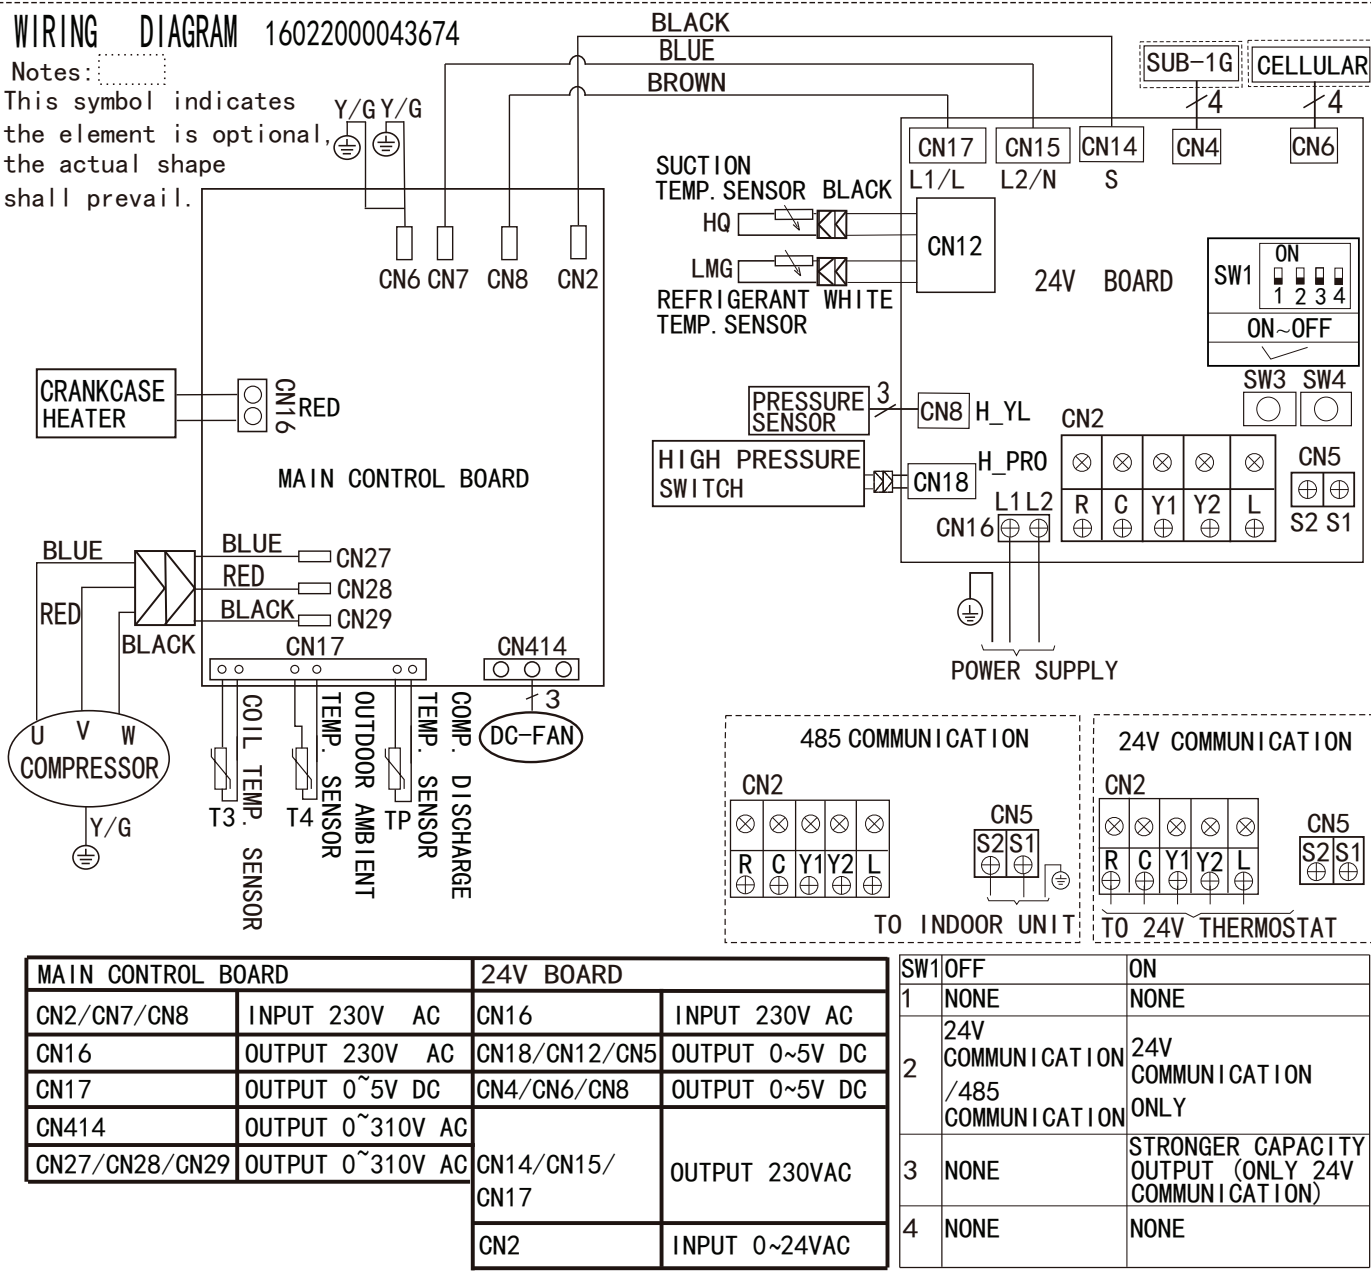 WIRING DIAGRAM 16022000043674
Notes:
This symbol indicates
the element is optional,
the actual shape
shall prevail.
BLACK
BLUE
BROWN
Y/G Y/G
CN6 CN7 CN8 CN2
CRANKCASE
HEATER
CN16
RED
MAIN CONTROL BOARD
BLUE
RED
BLACK
BLUE
RED
BLACK
CN27
CN28
CN29
U V W
COMPRESSOR
Y/G
CN17
CN414
3
DC-FAN
T3
COIL TEMP. SENSOR
T4
OUTDOOR AMBIENT
TEMP. SENSOR
TP
COMP. DISCHARGE
TEMP. SENSOR
SUB-1G
CELLULAR
4
4
CN17 CN15 CN14 CN4 CN6
L1/L L2/N S
SUCTION
TEMP. SENSOR BLACK
HQ
LMG
REFRIGERANT WHITE
TEMP. SENSOR
CN12
24V BOARD
SW1
ON
1 2 3 4
ON~OFF
SW3 SW4
PRESSURE
SENSOR
3
CN8 H_YL
HIGH PRESSURE
SWITCH
CN18
H_PRO
CN2
R C Y1 Y2 L
CN5
S2 S1
L1L2
CN16
POWER SUPPLY
485 COMMUNICATION
CN2
R C Y1 Y2 L
CN5
S2 S1
TO INDOOR UNIT
24V COMMUNICATION
CN2
R C Y1 Y2 L
CN5
S2 S1
TO 24V THERMOSTAT
MAIN CONTROL BOARD 24V BOARD
CN2/CN7/CN8 INPUT 230V AC CN16 INPUT 230V AC
CN16 OUTPUT 230V AC CN18/CN12/CN5 OUTPUT 0~5V DC
CN17 OUTPUT 0~5V DC CN4/CN6/CN8 OUTPUT 0~5V DC
CN414 OUTPUT 0~310V AC
CN27/CN28/CN29 OUTPUT 0~310V AC
CN14/CN15/
CN17
OUTPUT 230VAC
CN2 INPUT 0~24VAC
SW1 OFF ON
1 NONE NONE
2
24V
COMMUNICATION
/485
COMMUNICATION
24V
COMMUNICATION
ONLY
3 NONE
STRONGER CAPACITY
OUTPUT (ONLY 24V
COMMUNICATION)
4 NONE NONE